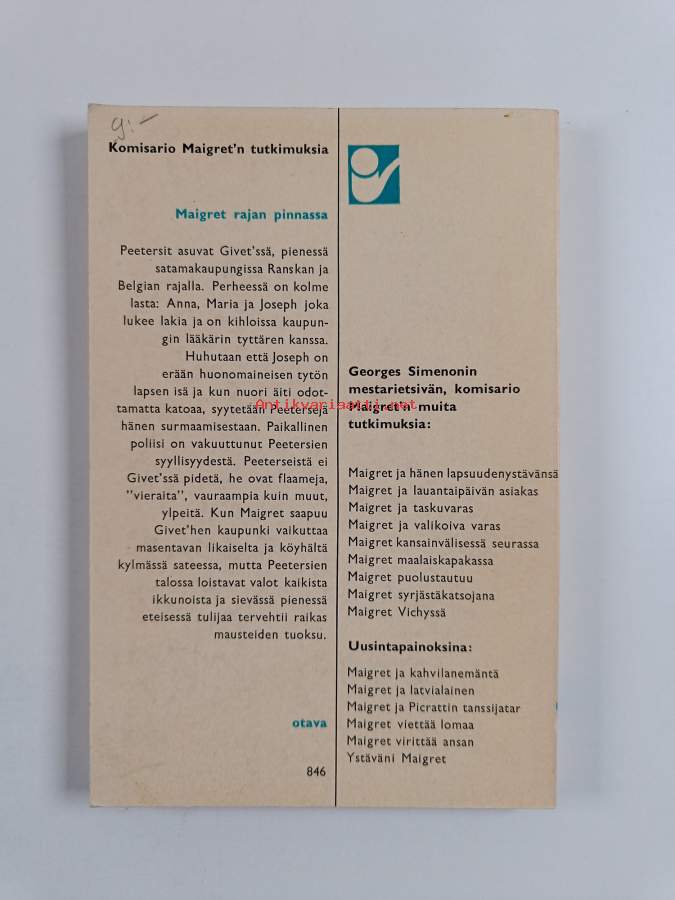 9:-
Komisario Maigret'n tutkimuksia
Maigret rajan pinnassa
Peetersit asuvat Givet'ssä, pienessä
satamakaupungissa Ranskan ja
Belgian rajalla. Perheessä on kolme
lasta: Anna, Maria ja Joseph joka
lukee lakia ja on kihloissa kaupun-
gin lääkärin tyttären kanssa.
Huhutaan että Joseph on
erään huonomaineisen tytön
lapsen isä ja kun nuori äiti odot-
tamatta katoaa, syytetään Peetersejä
hänen surmaamisestaan. Paikallinen
poliisi on vakuuttunut Peetersien
syyllisyydestä. Peeterseistä ei
Givet'ssä pidetä, he ovat flaameja,
"vieraita", vauraampia kuin muut,
ylpeitä. Kun Maigret saapuu
Givet'hen kaupunki vaikuttaa
masentavan likaiselta ja köyhältä
kylmässä sateessa, mutta Peetersien
talossa loistavat valot kaikista
ikkunoista ja sievässä pienessä
eteisessä tulijaa tervehtii raikas
mausteiden tuoksu.
otava
846
Georges Simenonin
mestarietsivän, komisario
Maigret'n muita
tutkimuksia:
Maigret ja hänen lapsuudenystävänsä
Maigret ja lauantaipäivän asiakas
Maigret ja taskuvaras
Maigret ja valikoiva varas
Maigret kansainvälisessä seurassa
Maigret maalaiskapakassa
Maigret puolustautuu
Maigret syrjästäkatsojana
Maigret Vichyssä
Uusintapainoksina:
Maigret ja kahvilanemäntä
Maigret ja latvialainen
Maigret ja Picrattin tanssijatar
Maigret viettää lomaa
Maigret virittää ansan
Ystäväni Maigret
Antikvariaatti.net